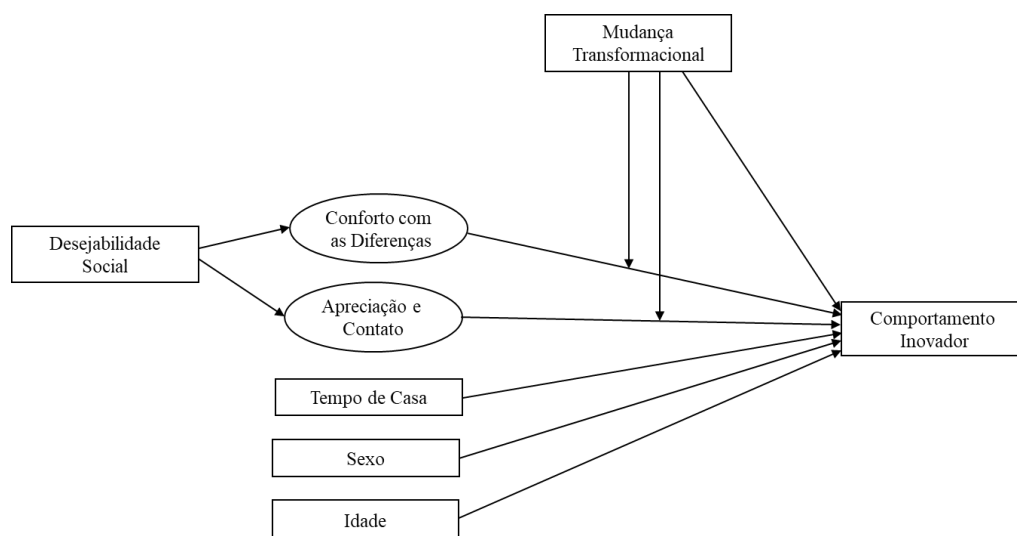 Mudança
Transformacional
Conforto com
as Diferenças
Desejabilidade
Social
Apreciação e
Contato
Comportamento
Inovador
Tempo de Casa
Sexo
Idade